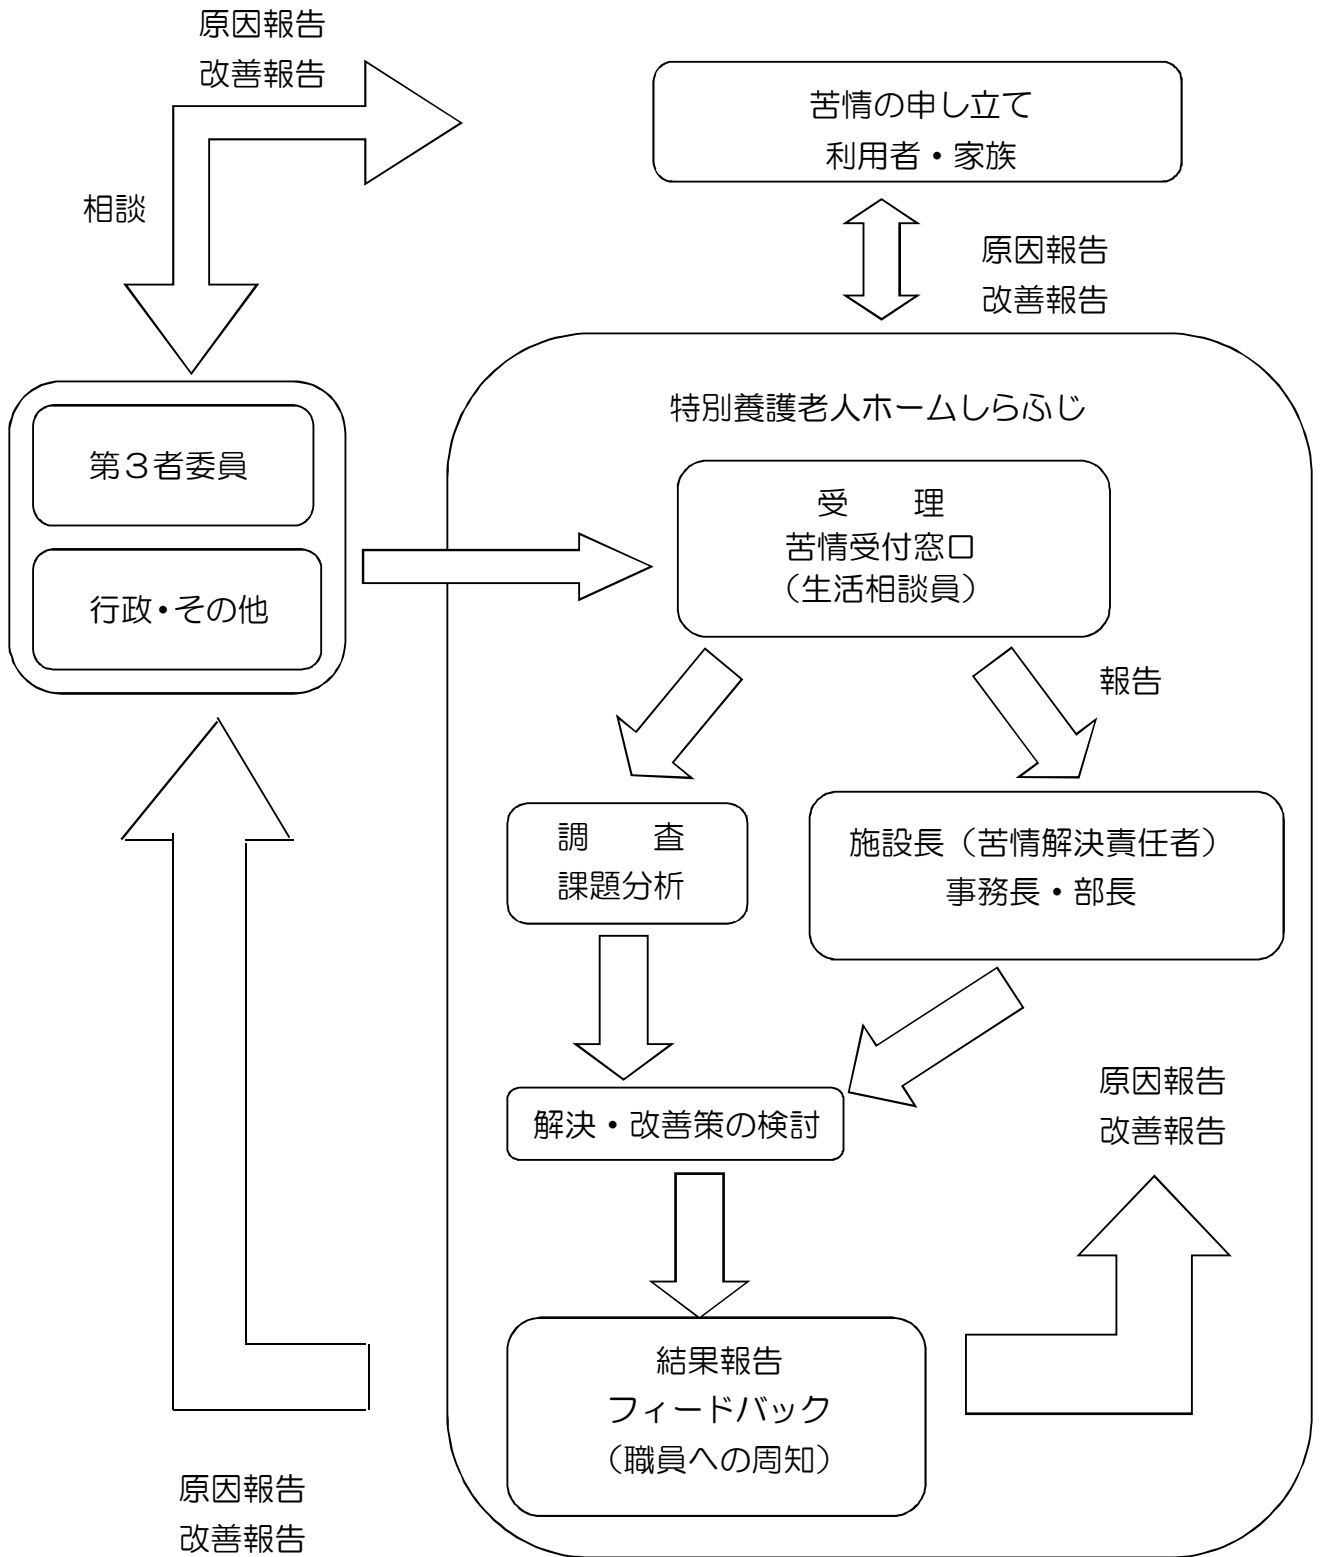 原因報告
改善報告
苦情の申し立て
利用者・家族
相談
原因報告
改善報告
特別養護老人ホームしらふじ
第3者委員
行政・その他
受　　理
苦情受付窓口
（生活相談員）
報告
調　　査
課題分析
施設長（苦情解決責任者）
事務長・部長
解決・改善策の検討
原因報告
改善報告
結果報告
フィードバック
（職員への周知）
原因報告
改善報告